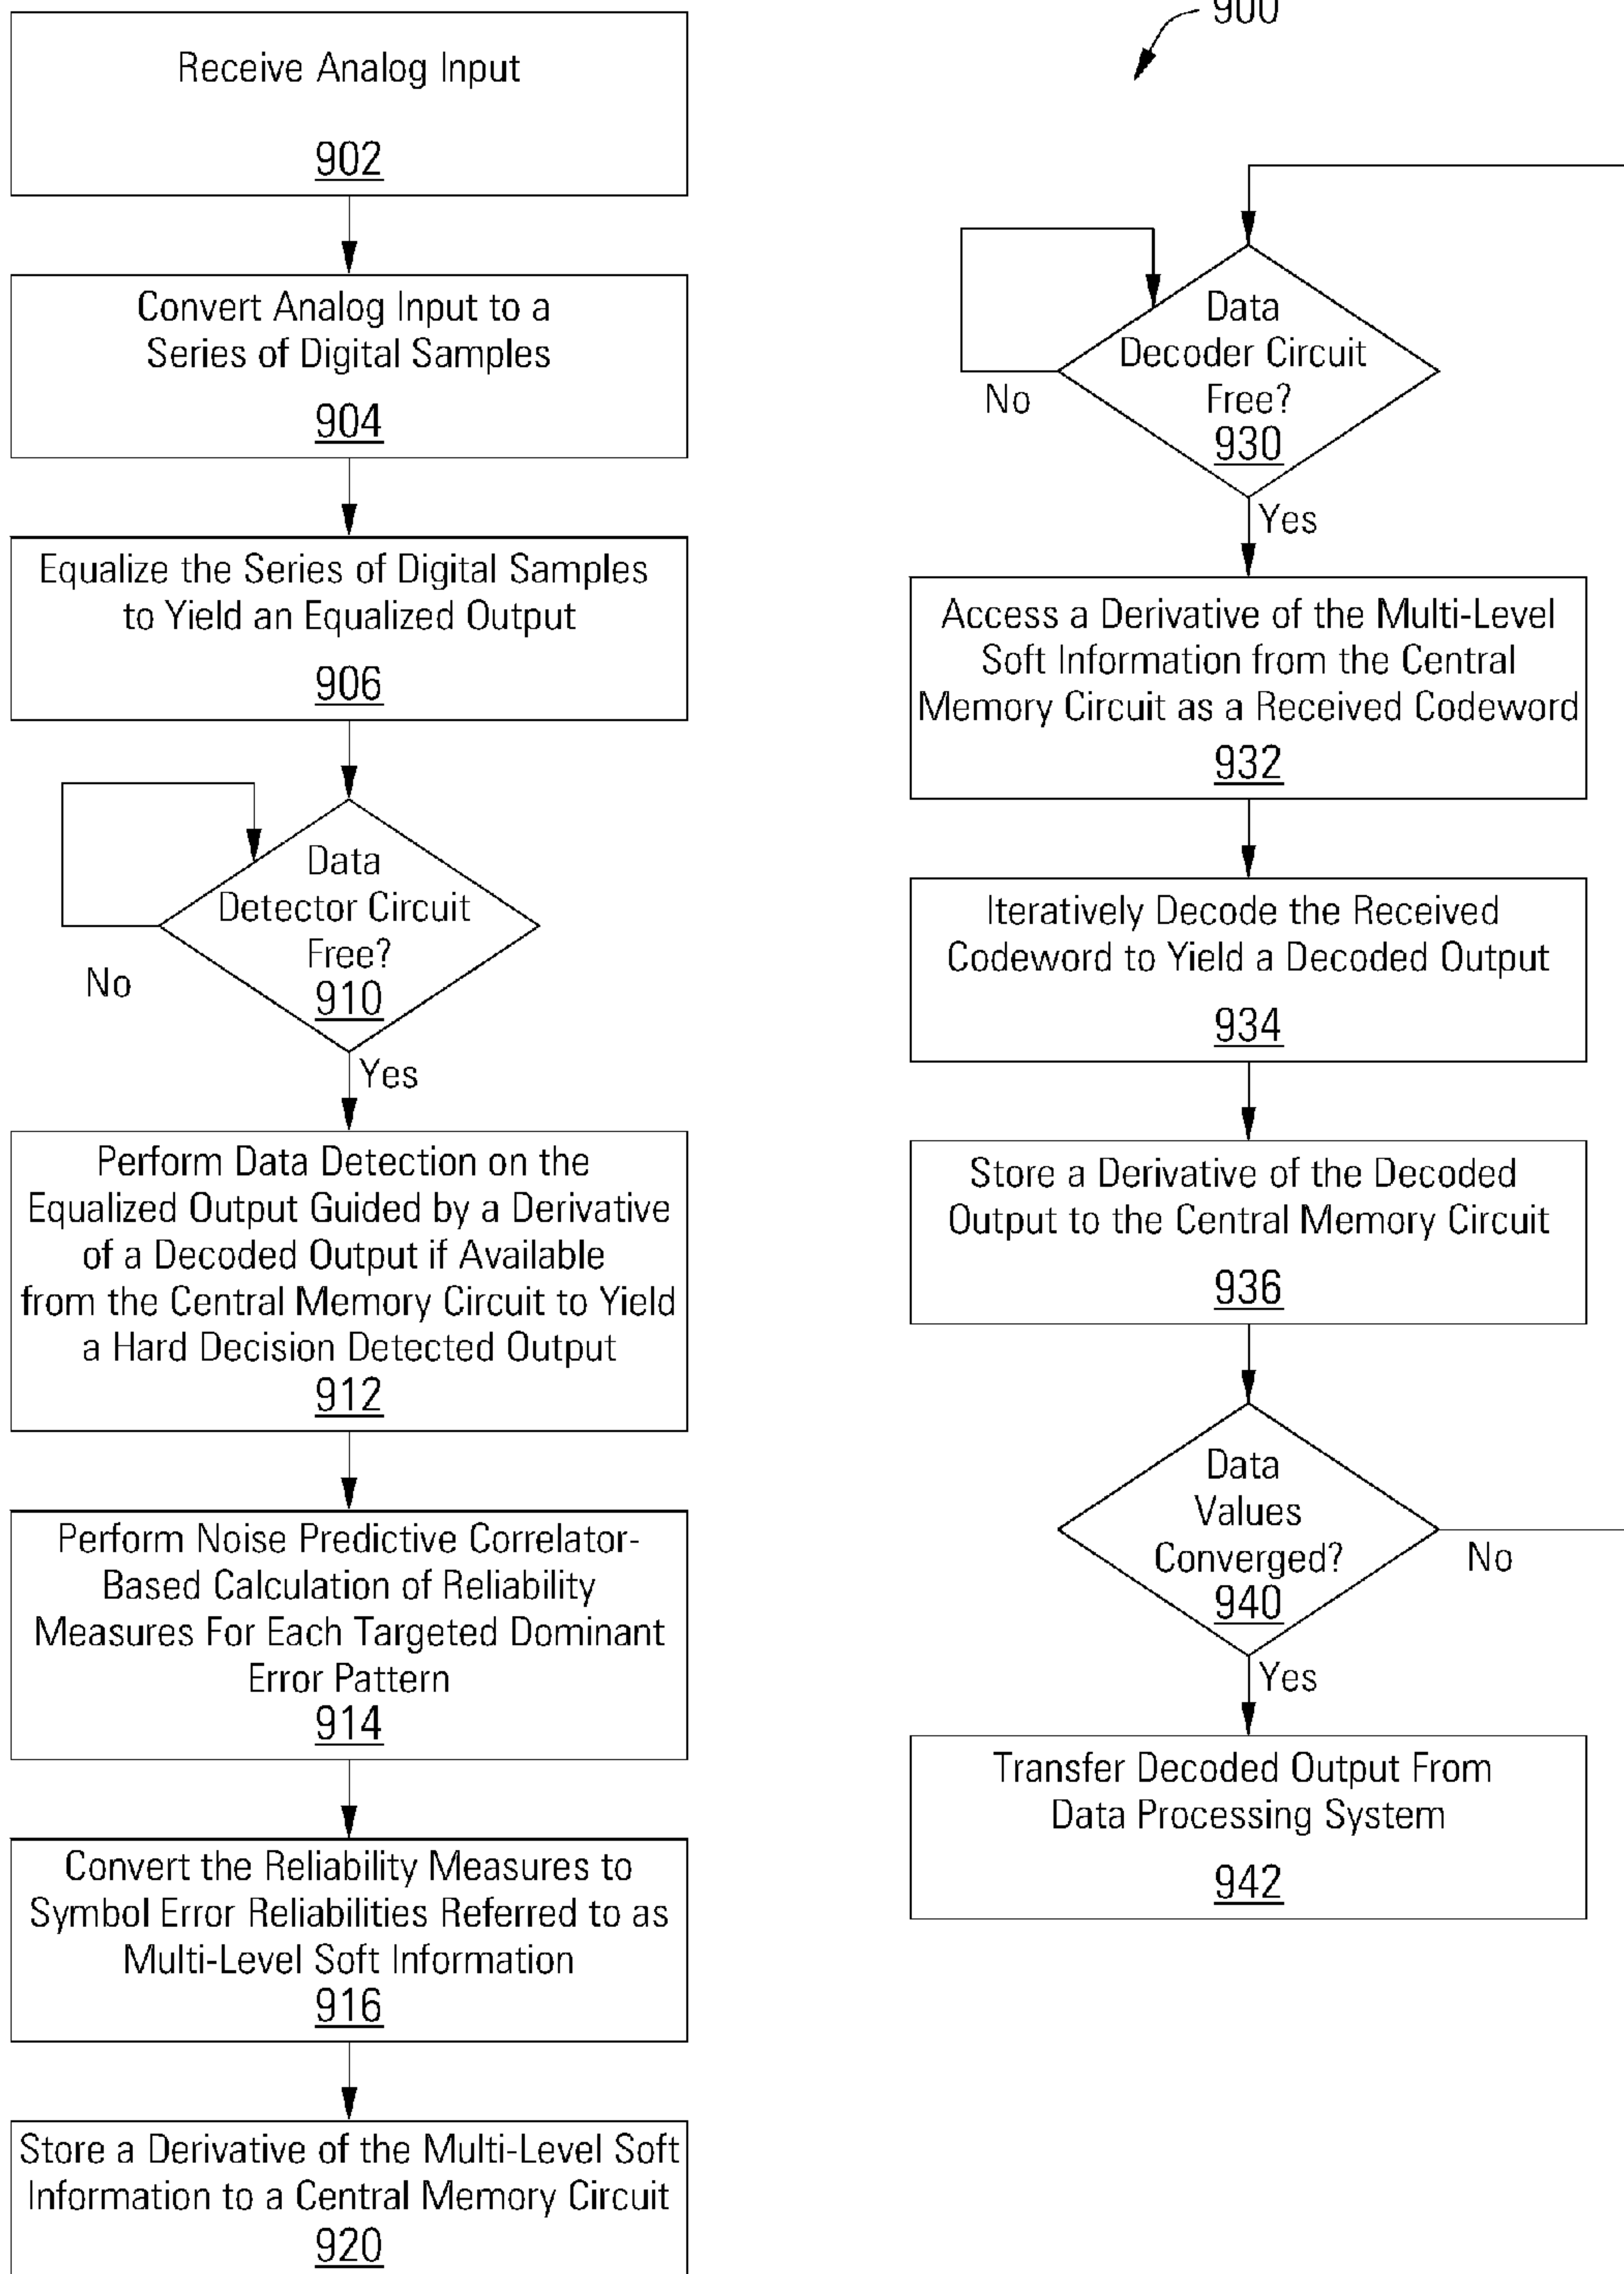 Receive Analog Input
902
Convert Analog Input to a
Series of Digital Samples
904
Equalize the Series of Digital Samples
to Yield an Equalized Output
906
Data
Detector Circuit
Free?
910
No
Yes
Perform Data Detection on the
Equalized Output Guided by a Derivative
of a Decoded Output if Available
from the Central Memory Circuit to Yield
a Hard Decision Detected Output
912
Perform Noise Predictive Correlator-
Based Calculation of Reliability
Measures For Each Targeted Dominant
Error Pattern
914
Convert the Reliability Measures to
Symbol Error Reliabilities Referred to as
Multi-Level Soft Information
916
Store a Derivative of the Multi-Level Soft
Information to a Central Memory Circuit
920
900
Data
Decoder Circuit
Free?
930
No
Yes
Access a Derivative of the Multi-Level
Soft Information from the Central
Memory Circuit as a Received Codeword
932
Iteratively Decode the Received
Codeword to Yield a Decoded Output
934
Store a Derivative of the Decoded
Output to the Central Memory Circuit
936
Data
Values
Converged?
940
No
Yes
Transfer Decoded Output From
Data Processing System
942